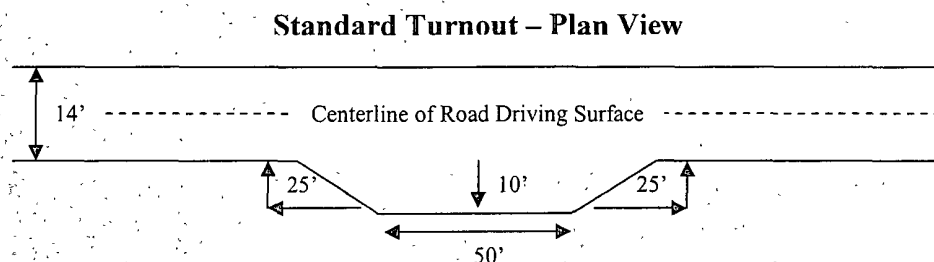 Standard Turnout – Plan View
14’
Centerline of Road Driving Surface
25’
10’
25’
50’